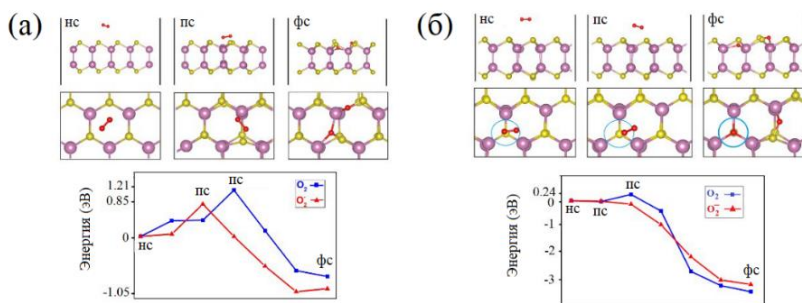 (а)
нс
пс
фс
Энергия (эВ)
1.21
0.85
0
-1.05
нс
пс
пс
фс
O₂
O₂⁻
(б)
нс
пс
фс
Энергия (эВ)
0.24
0
-1
-2
-3
нс
пс
пс
фс
O₂
O₂⁻